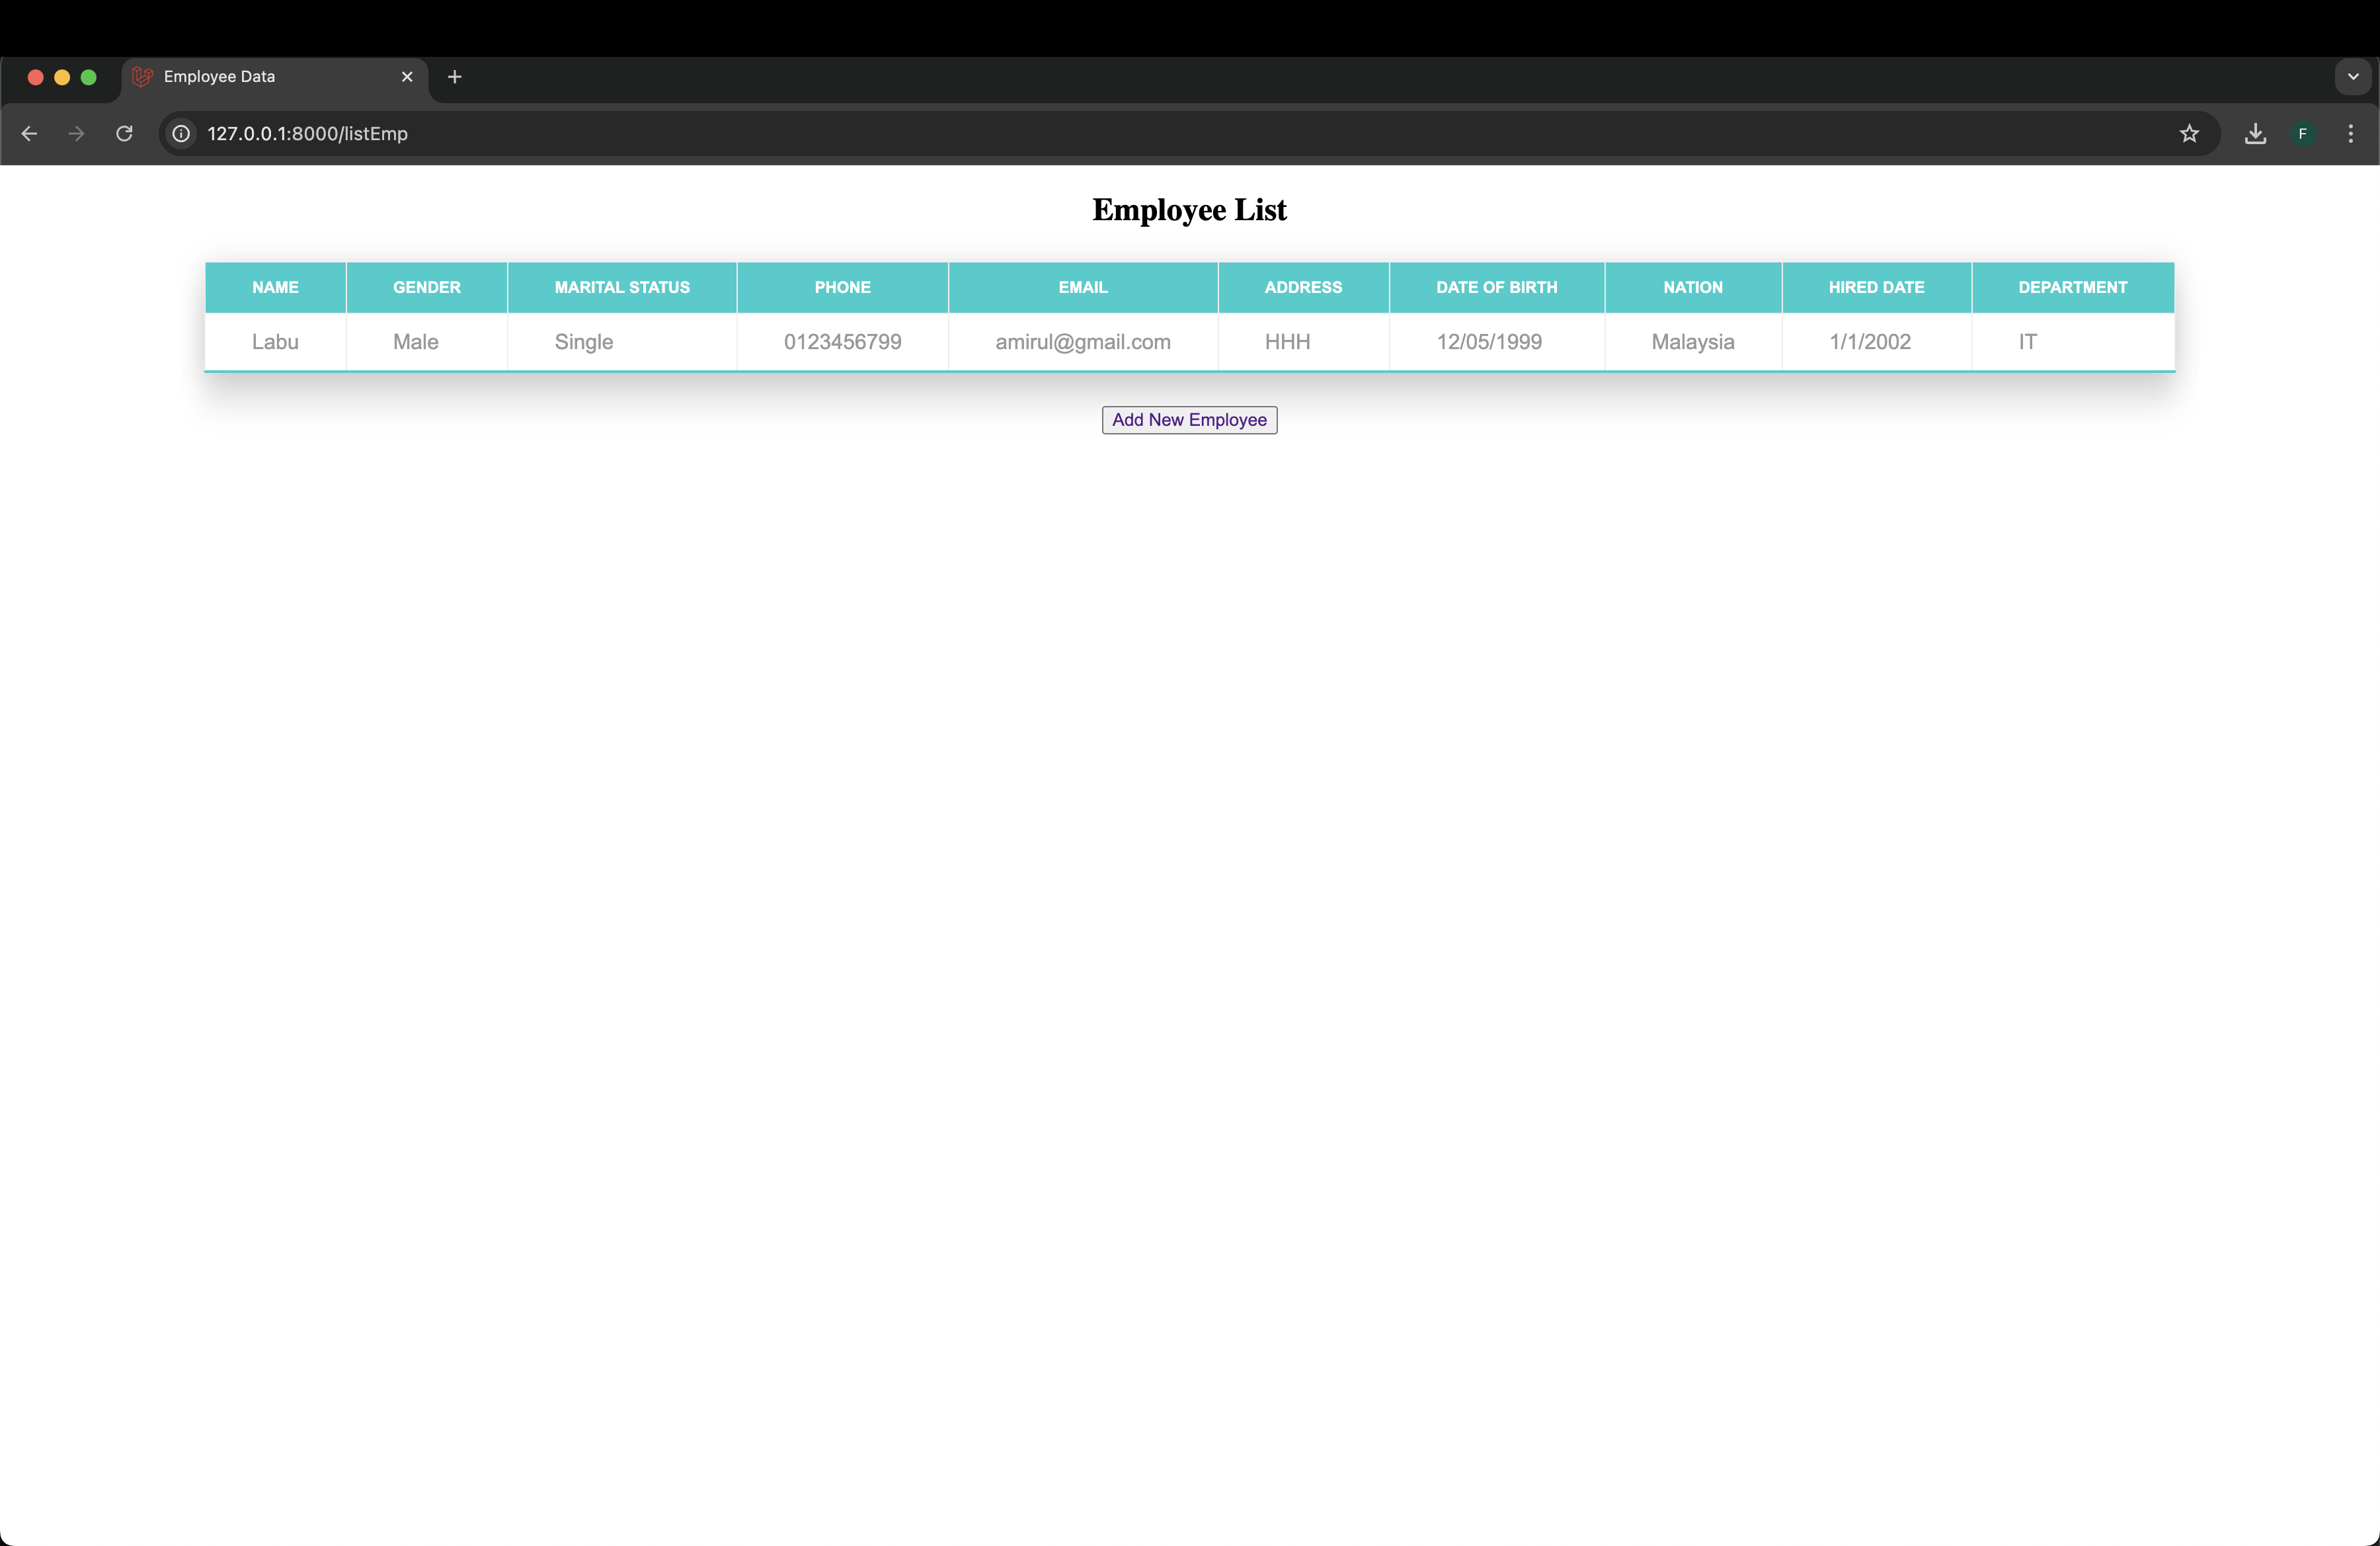 Employee Data
127.0.0.1:8000/listEmp
F
Employee List
NAME GENDER MARITAL STATUS PHONE EMAIL ADDRESS DATE OF BIRTH NATION HIRED DATE DEPARTMENT
Labu Male Single 0123456799 amirul@gmail.com HHH 12/05/1999 Malaysia 1/1/2002 IT
Add New Employee